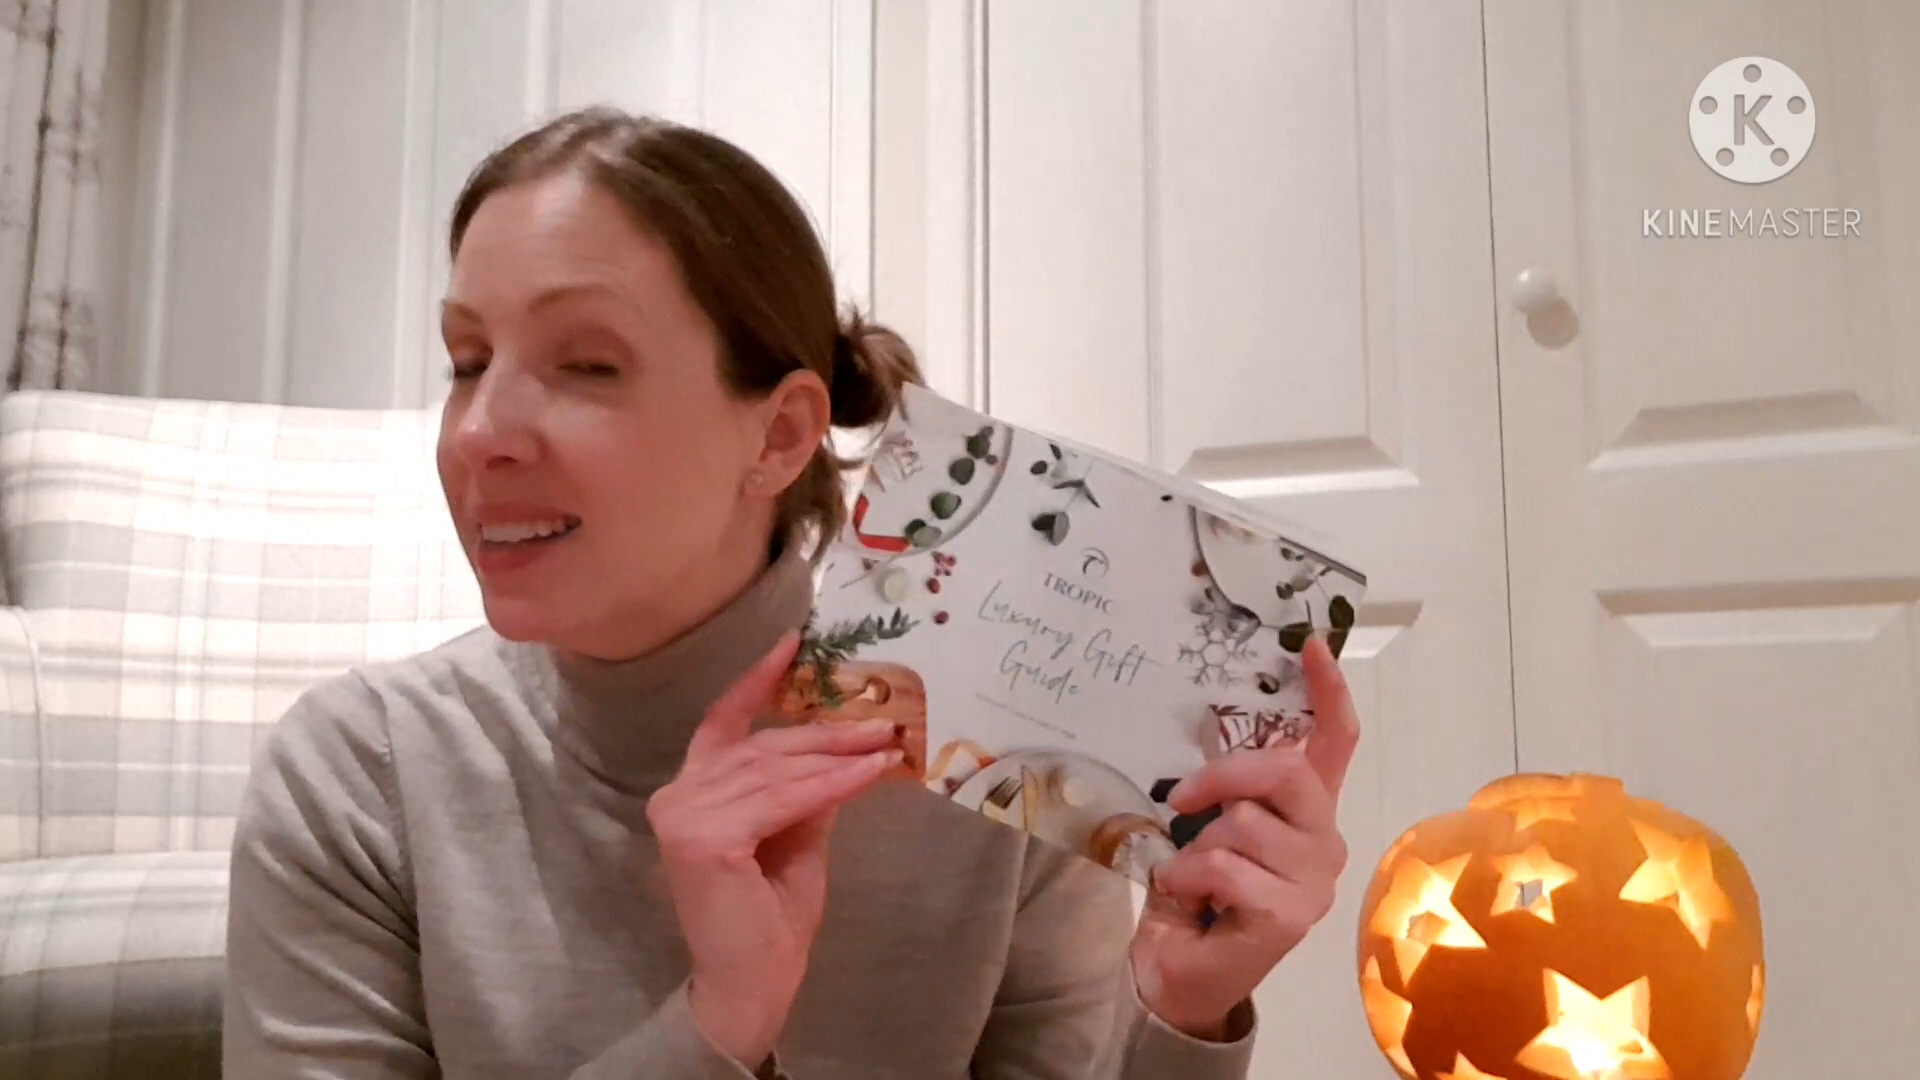 K
KINEMASTER
TROPIC
Luxury Gift
Guide